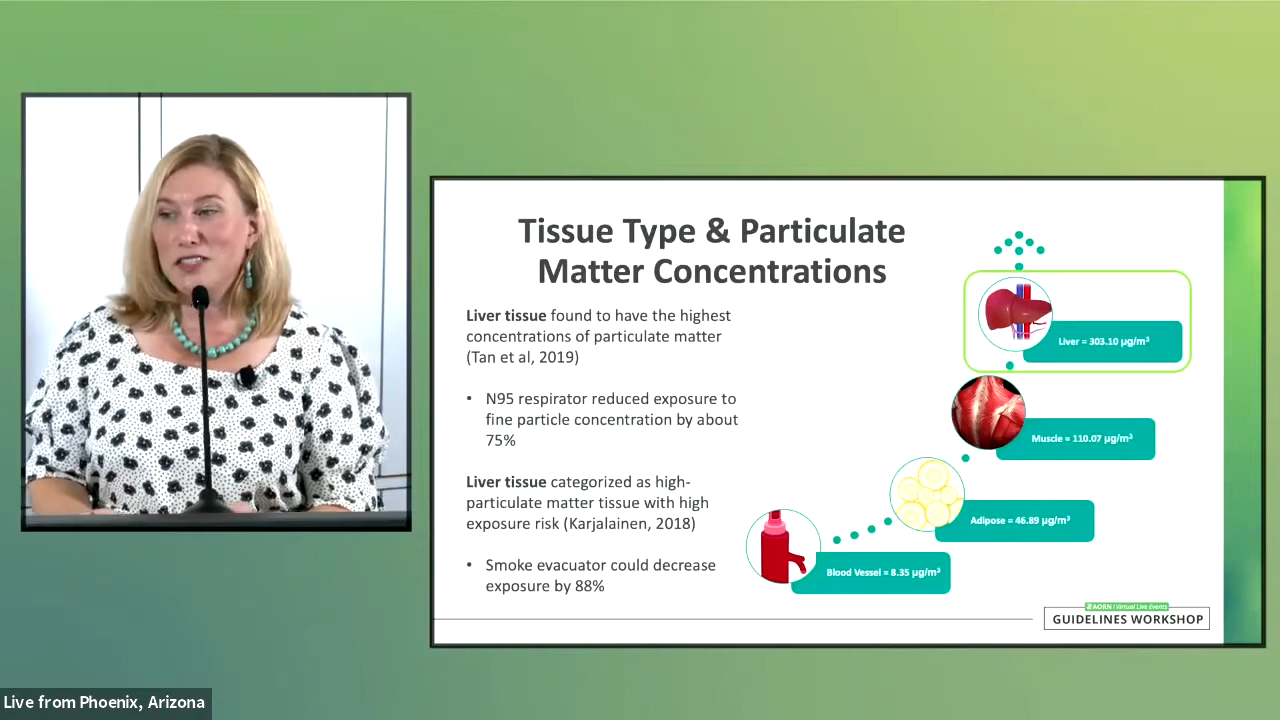 Tissue Type & Particulate
Matter Concentrations
Liver tissue found to have the highest
concentrations of particulate matter
(Tan et al, 2019)
• N95 respirator reduced exposure to
fine particle concentration by about
75%
Liver tissue categorized as high-
particulate matter tissue with high
exposure risk (Karjalainen, 2018)
• Smoke evacuator could decrease
exposure by 88%
Liver = 303.10 µg/m³
Muscle = 110.07 µg/m³
Adipose = 46.89 µg/m³
Blood Vessel = 8.35 µg/m³
AORN | Virtual Live Events
GUIDELINES WORKSHOP
Live from Phoenix, Arizona